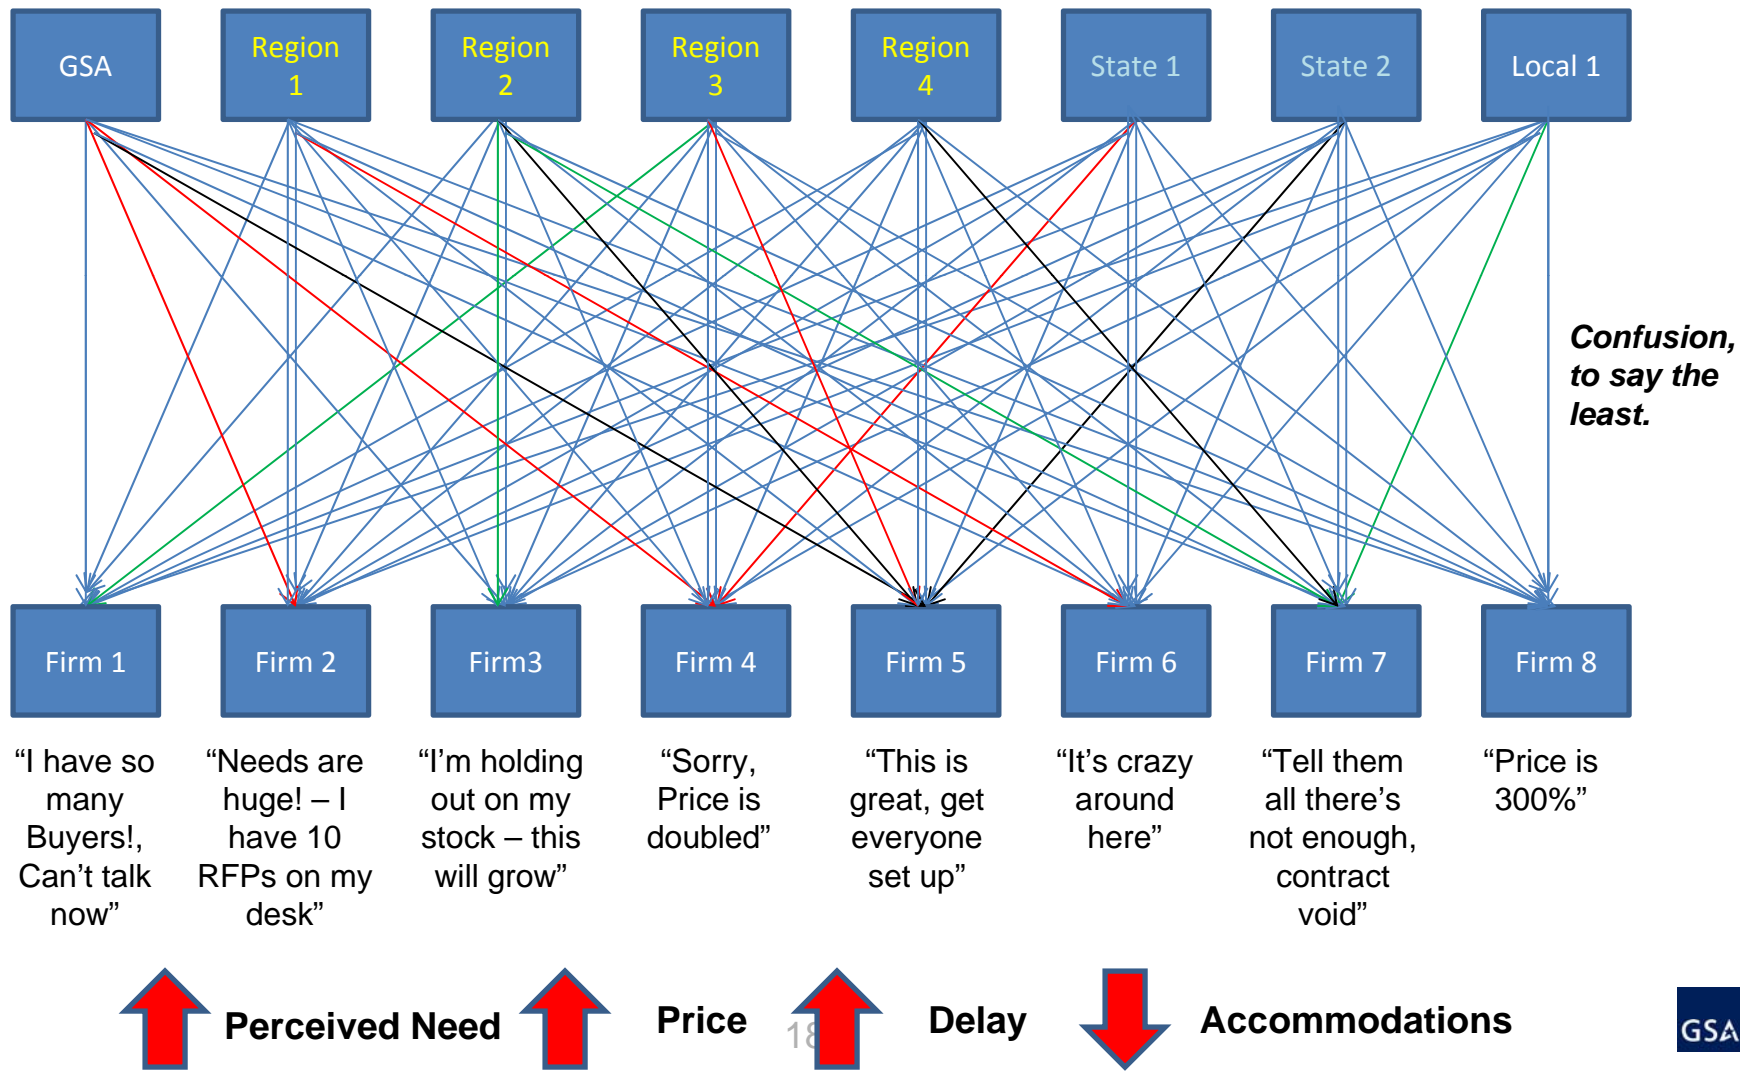 GSA
Region
1
Region
2
Region
3
Region
4
State 1
State 2
Local 1
Confusion,
to say the
least.
Firm 1
Firm 2
Firm3
Firm 4
Firm 5
Firm 6
Firm 7
Firm 8
“I have so
many
Buyers!,
Can’t talk
now”
“Needs are
huge! – I
have 10
RFPs on my
desk”
“I’m holding
out on my
stock – this
will grow”
“Sorry,
Price is
doubled”
“This is
great, get
everyone
set up”
“It’s crazy
around
here”
“Tell them
all there’s
not enough,
contract
void”
“Price is
300%”
Perceived Need
Price
18
Delay
Accommodations
GSA